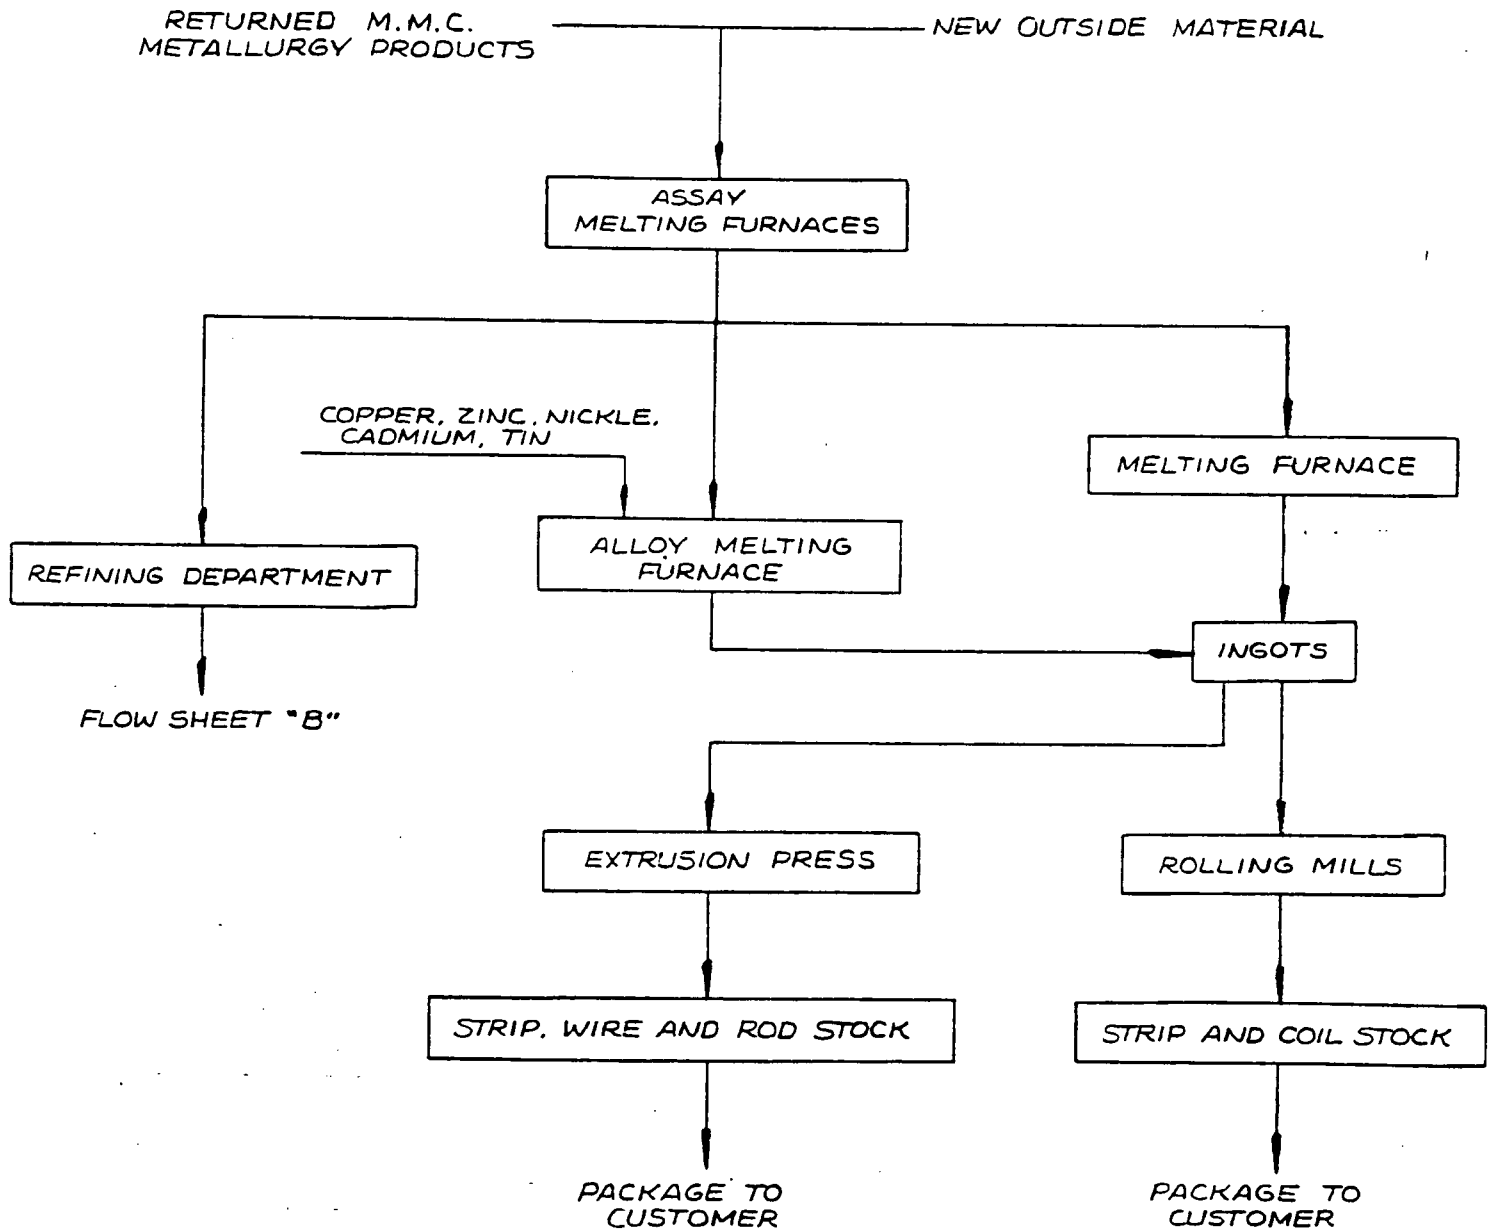 RETURNED M.M.C.
METALLURGY PRODUCTS
NEW OUTSIDE MATERIAL
ASSAY
MELTING FURNACES
COPPER, ZINC, NICKLE,
CADMIUM, TIN
MELTING FURNACE
ALLOY MELTING
FURNACE
REFINING DEPARTMENT
INGOTS
FLOW SHEET "B"
EXTRUSION PRESS
ROLLING MILLS
STRIP, WIRE AND ROD STOCK
STRIP AND COIL STOCK
PACKAGE TO
CUSTOMER
PACKAGE TO
CUSTOMER